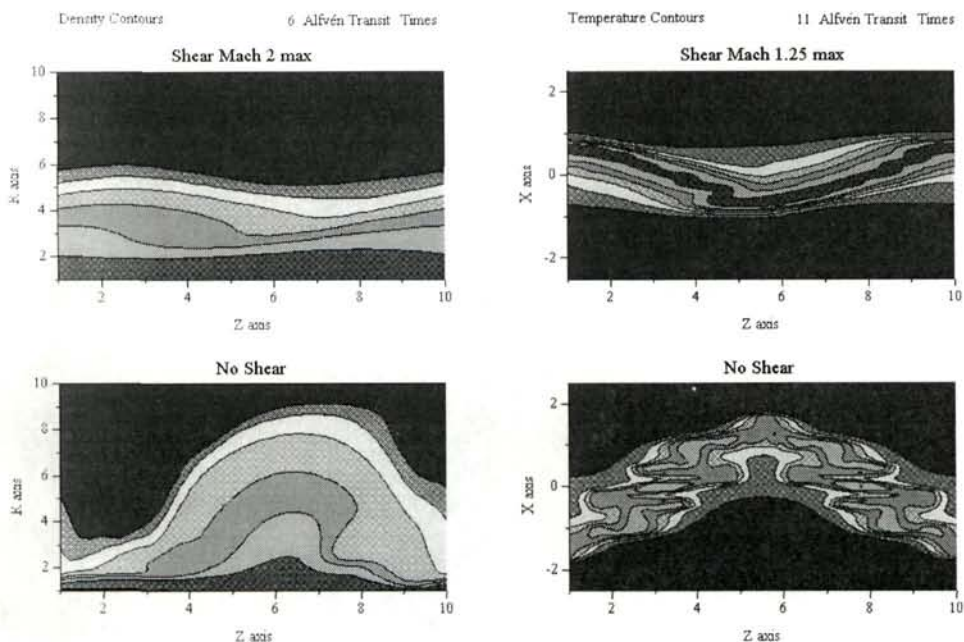 Density Contours 6 Alfvén Transit Times
Shear Mach 2 max
10
8
6
4
2
R axis
2 4 6 8 10
Z axis
No Shear
10
8
6
4
2
R axis
2 4 6 8 10
Z axis
Temperature Contours 11 Alfvén Transit Times
Shear Mach 1.25 max
2
0
-2
X axis
2 4 6 8 10
Z axis
No Shear
2
0
-2
X axis
2 4 6 8 10
Z axis